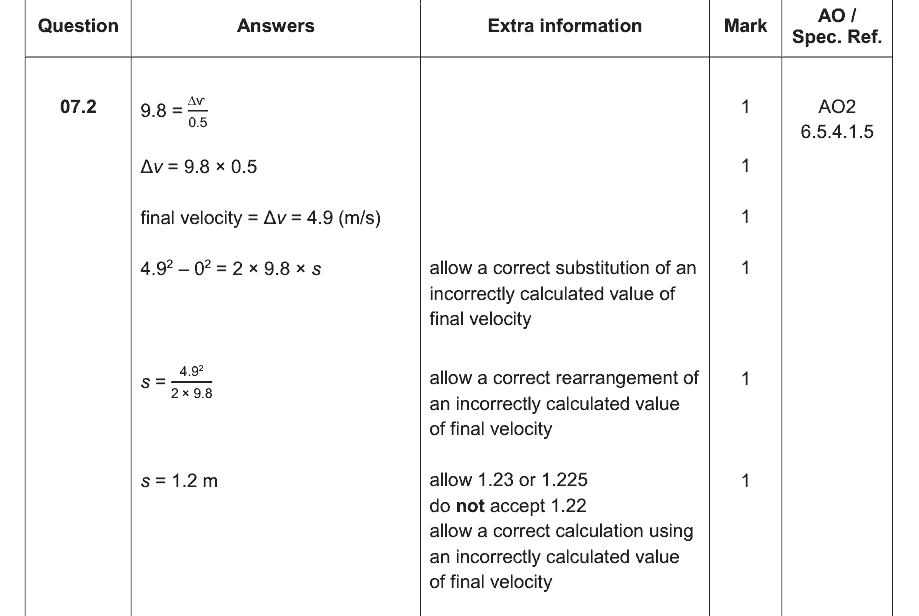 Question Answers Extra information Mark AO /
Spec. Ref.
07.2 9.8 = Δv/0.5 1 AO2
6.5.4.1.5
Δv = 9.8 × 0.5 1
final velocity = Δv = 4.9 (m/s) 1
4.9² – 0² = 2 × 9.8 × s allow a correct substitution of an 1
incorrectly calculated value of
final velocity
s = 4.9²/2 × 9.8 allow a correct rearrangement of 1
an incorrectly calculated value
of final velocity
s = 1.2 m allow 1.23 or 1.225 1
do not accept 1.22
allow a correct calculation using
an incorrectly calculated value
of final velocity